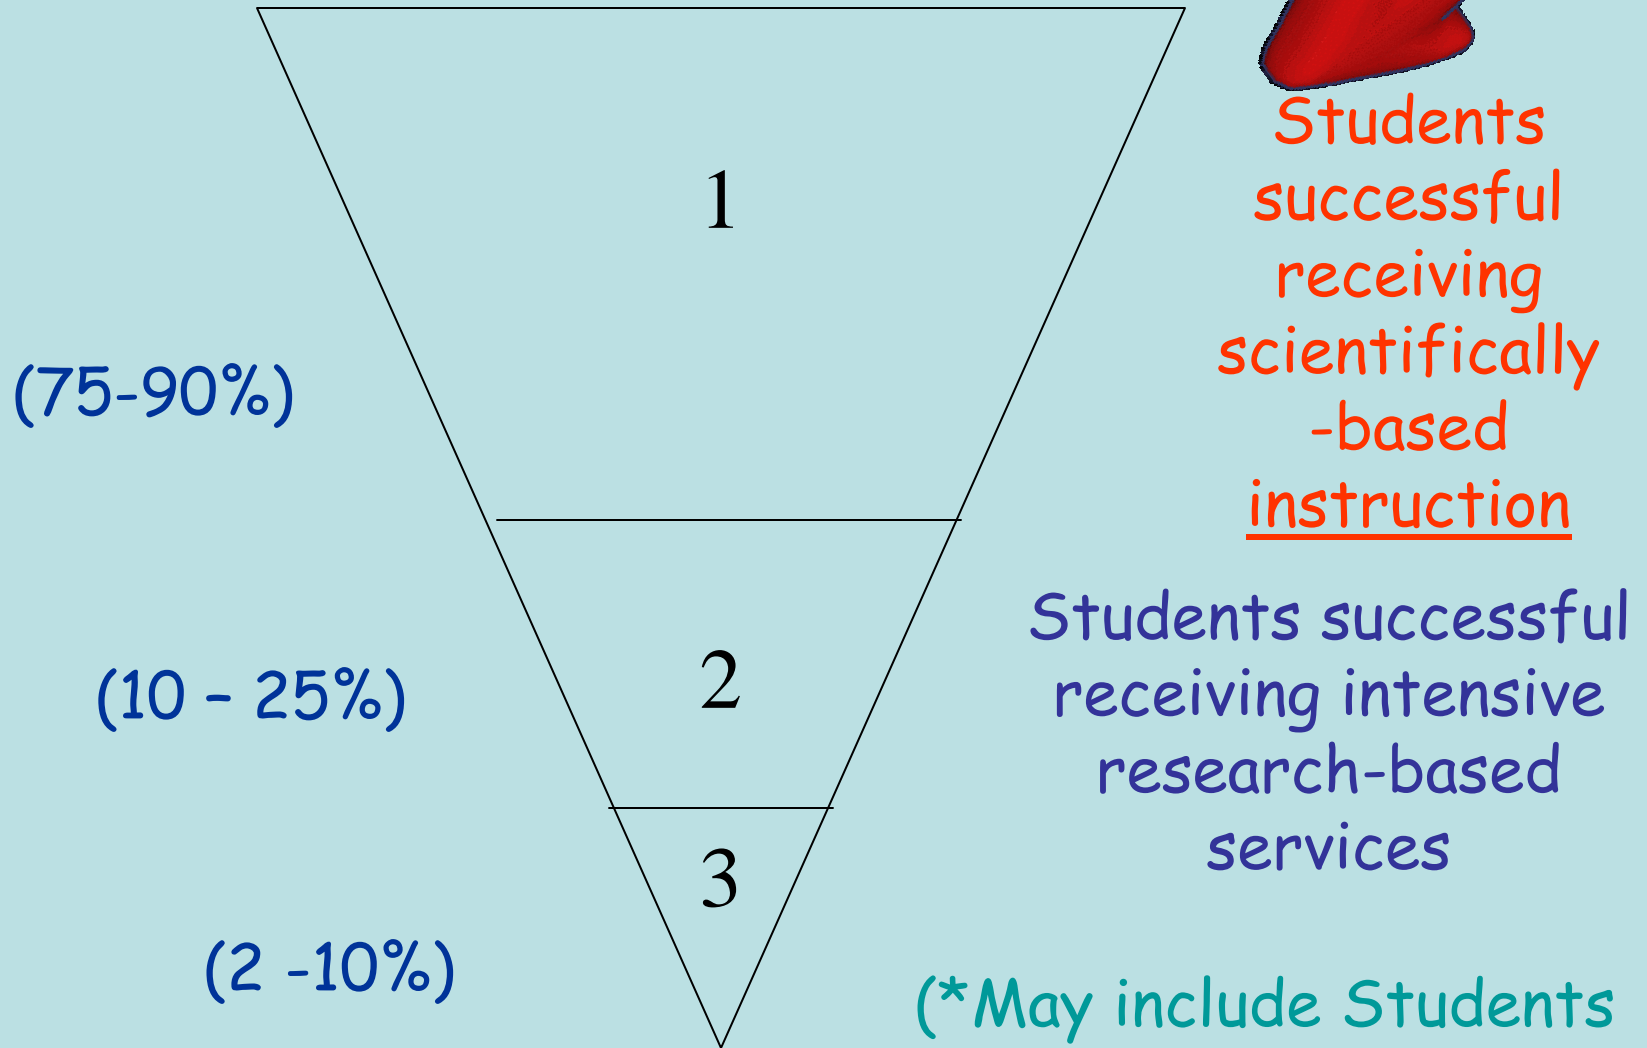 1
Students
successful
receiving
scientifically
-based
instruction
(75-90%)
2
(10 – 25%)
Students successful
receiving intensive
research-based
services
3
(2 -10%)
(*May include Students